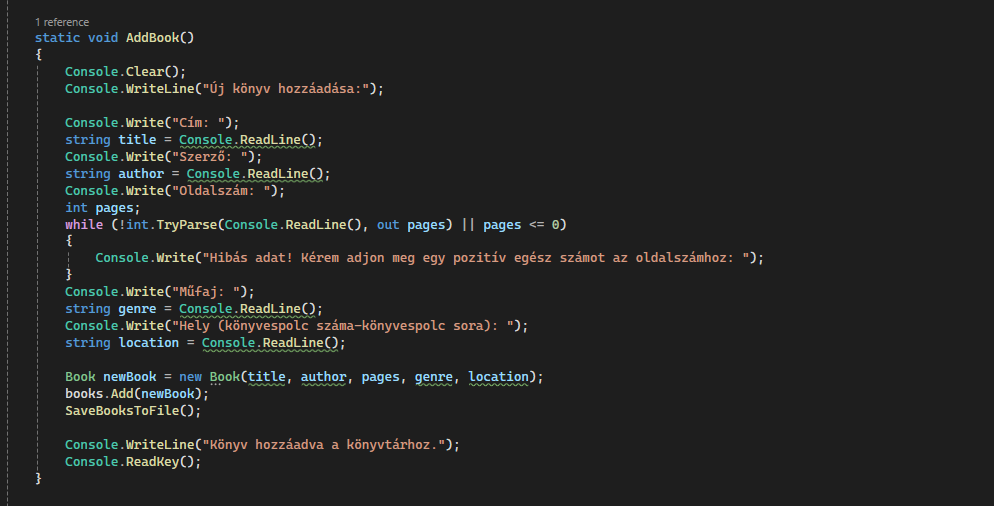 1 reference
static void AddBook()
{
Console.Clear();
Console.WriteLine("Új könyv hozzáadása:");
Console.Write("Cím: ");
string title = Console.ReadLine();
Console.Write("Szerző: ");
string author = Console.ReadLine();
Console.Write("Oldalszám: ");
int pages;
while (!int.TryParse(Console.ReadLine(), out pages) || pages <= 0)
{
Console.Write("Hibás adat! Kérem adjon meg egy pozitív egész számot az oldalszámhoz: ");
}
Console.Write("Műfaj: ");
string genre = Console.ReadLine();
Console.Write("Hely (könyvespolc száma-könyvespolc sora): ");
string location = Console.ReadLine();
Book newBook = new Book(title, author, pages, genre, location);
books.Add(newBook);
SaveBooksToFile();
Console.WriteLine("Könyv hozzáadva a könyvtárhoz.");
Console.ReadKey();
}